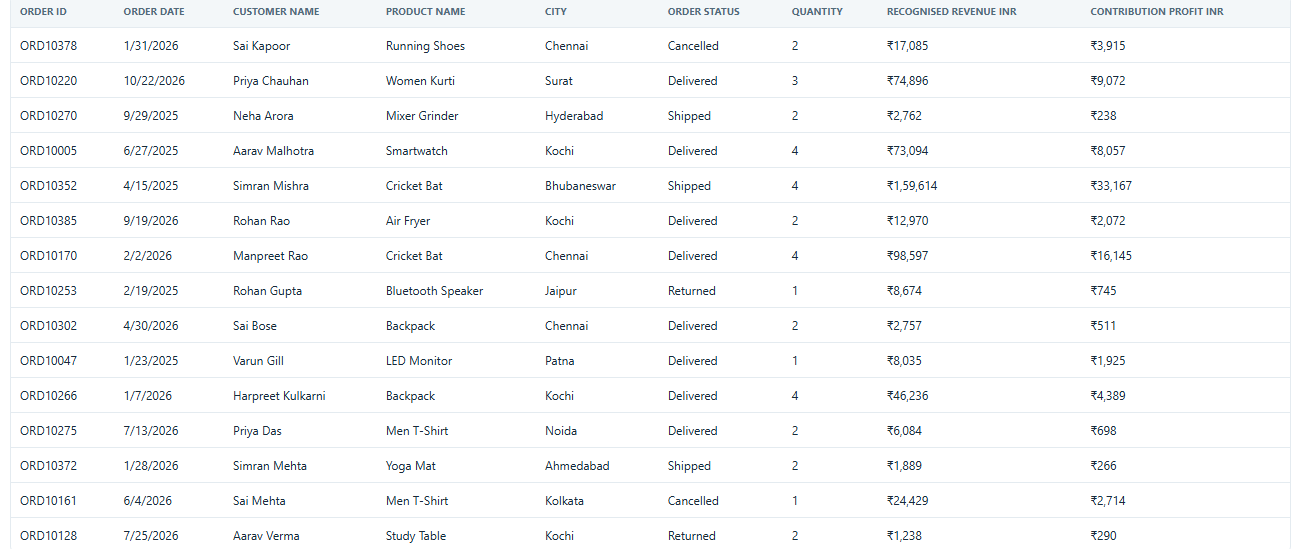 ORDER ID ORDER DATE CUSTOMER NAME PRODUCT NAME CITY ORDER STATUS QUANTITY RECOGNISED REVENUE INR CONTRIBUTION PROFIT INR
ORD10378 1/31/2026 Sai Kapoor Running Shoes Chennai Cancelled 2 ₹17,085 ₹3,915
ORD10220 10/22/2026 Priya Chauhan Women Kurti Surat Delivered 3 ₹74,896 ₹9,072
ORD10270 9/29/2025 Neha Arora Mixer Grinder Hyderabad Shipped 2 ₹2,762 ₹238
ORD10005 6/27/2025 Aarav Malhotra Smartwatch Kochi Delivered 4 ₹73,094 ₹8,057
ORD10352 4/15/2025 Simran Mishra Cricket Bat Bhubaneswar Shipped 4 ₹1,59,614 ₹33,167
ORD10385 9/19/2026 Rohan Rao Air Fryer Kochi Delivered 2 ₹12,970 ₹2,072
ORD10170 2/2/2026 Manpreet Rao Cricket Bat Chennai Delivered 4 ₹98,597 ₹16,145
ORD10253 2/19/2025 Rohan Gupta Bluetooth Speaker Jaipur Returned 1 ₹8,674 ₹745
ORD10302 4/30/2026 Sai Bose Backpack Chennai Delivered 2 ₹2,757 ₹511
ORD10047 1/23/2025 Varun Gill LED Monitor Patna Delivered 1 ₹8,035 ₹1,925
ORD10266 1/7/2026 Harpreet Kulkarni Backpack Kochi Delivered 4 ₹46,236 ₹4,389
ORD10275 7/13/2026 Priya Das Men T-Shirt Noida Delivered 2 ₹6,084 ₹698
ORD10372 1/28/2026 Simran Mehta Yoga Mat Ahmedabad Shipped 2 ₹1,889 ₹266
ORD10161 6/4/2026 Sai Mehta Men T-Shirt Kolkata Cancelled 1 ₹24,429 ₹2,714
ORD10128 7/25/2026 Aarav Verma Study Table Kochi Returned 2 ₹1,238 ₹290